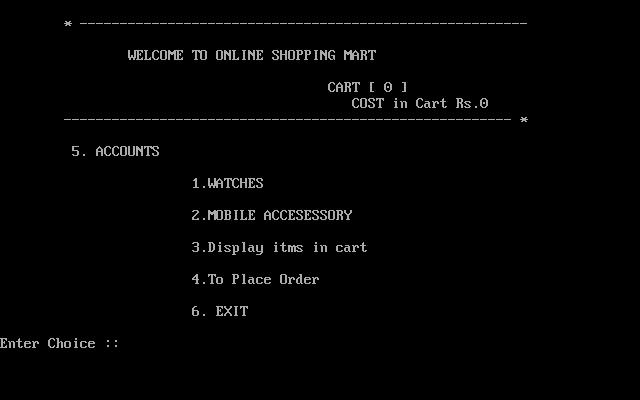 * --------------------------------------------------------
WELCOME TO ONLINE SHOPPING MART
CART [ 0 ]
COST in Cart Rs.0
-------------------------------------------------------- *
5. ACCOUNTS
1.WATCHES
2.MOBILE ACCESESSORY
3.Display itms in cart
4.To Place Order
6. EXIT
Enter Choice ::